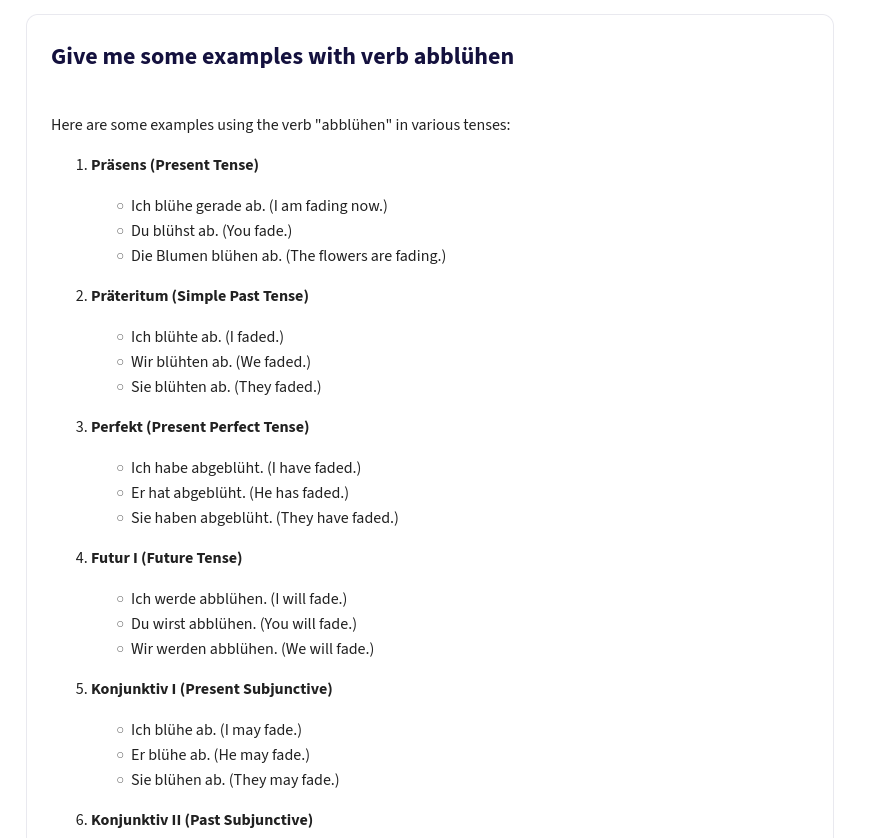 Give me some examples with verb abblühen
Here are some examples using the verb "abblühen" in various tenses:
1. Präsens (Present Tense)
○ Ich blühe gerade ab. (I am fading now.)
○ Du blühst ab. (You fade.)
○ Die Blumen blühen ab. (The flowers are fading.)
2. Präteritum (Simple Past Tense)
○ Ich blühte ab. (I faded.)
○ Wir blühten ab. (We faded.)
○ Sie blühten ab. (They faded.)
3. Perfekt (Present Perfect Tense)
○ Ich habe abgeblüht. (I have faded.)
○ Er hat abgeblüht. (He has faded.)
○ Sie haben abgeblüht. (They have faded.)
4. Futur I (Future Tense)
○ Ich werde abblühen. (I will fade.)
○ Du wirst abblühen. (You will fade.)
○ Wir werden abblühen. (We will fade.)
5. Konjunktiv I (Present Subjunctive)
○ Ich blühe ab. (I may fade.)
○ Er blühe ab. (He may fade.)
○ Sie blühen ab. (They may fade.)
6. Konjunktiv II (Past Subjunctive)